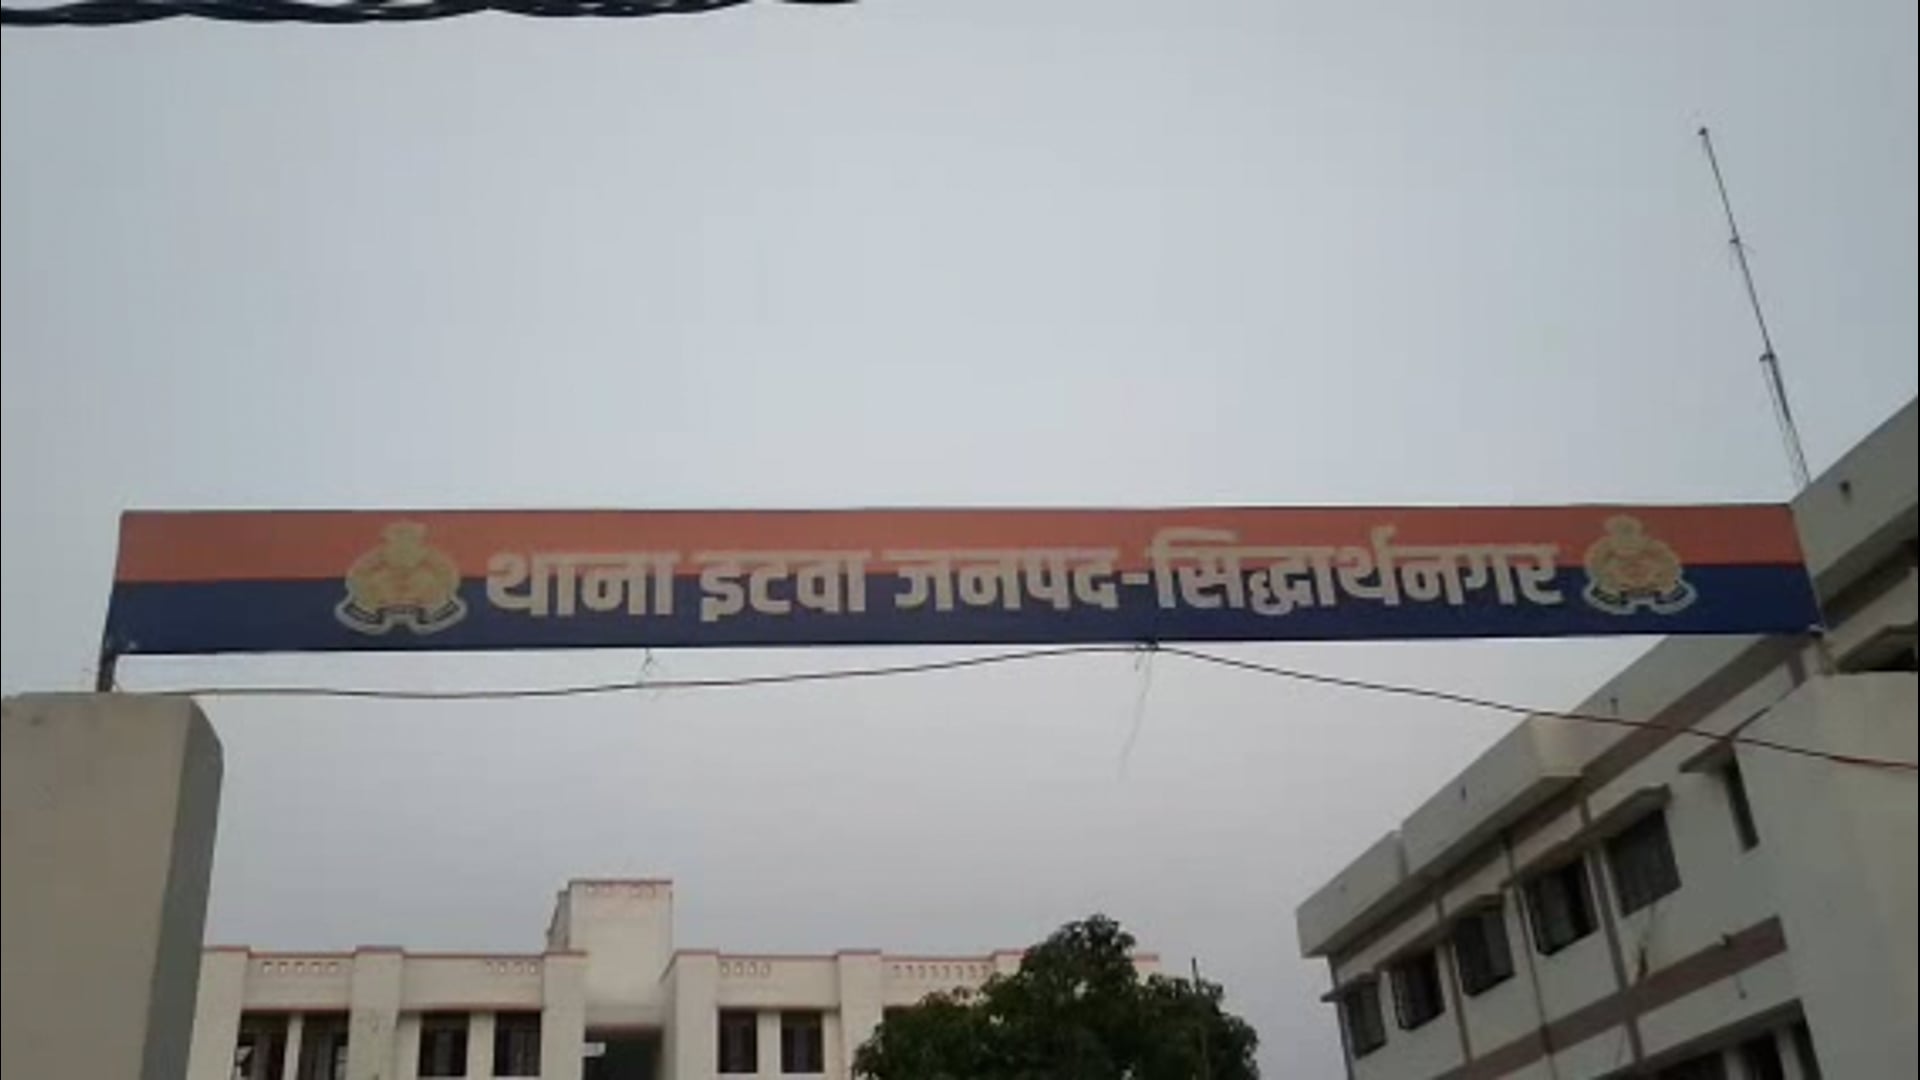 थाना इटवा जनपद-सिद्धार्थनगर